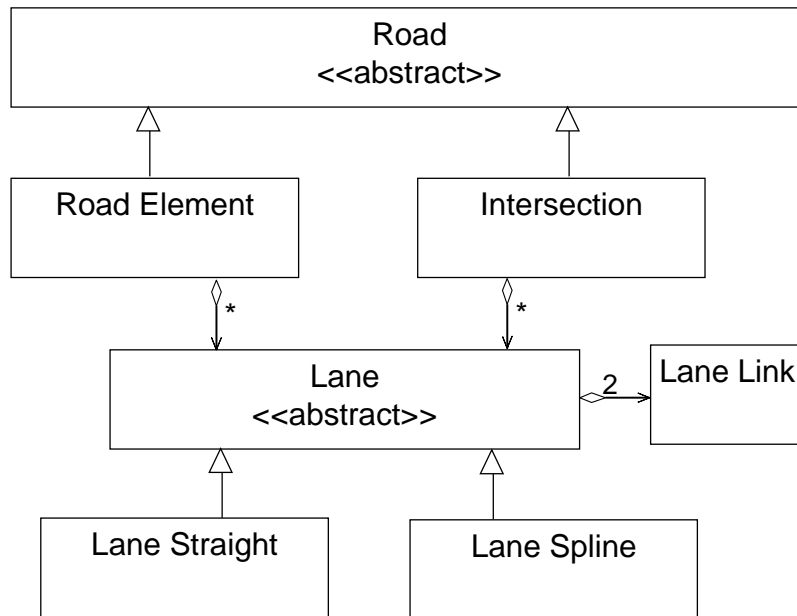 Road
<<abstract>>
Road Element
Intersection
*
*
Lane
<<abstract>>
2
Lane Link
Lane Straight
Lane Spline